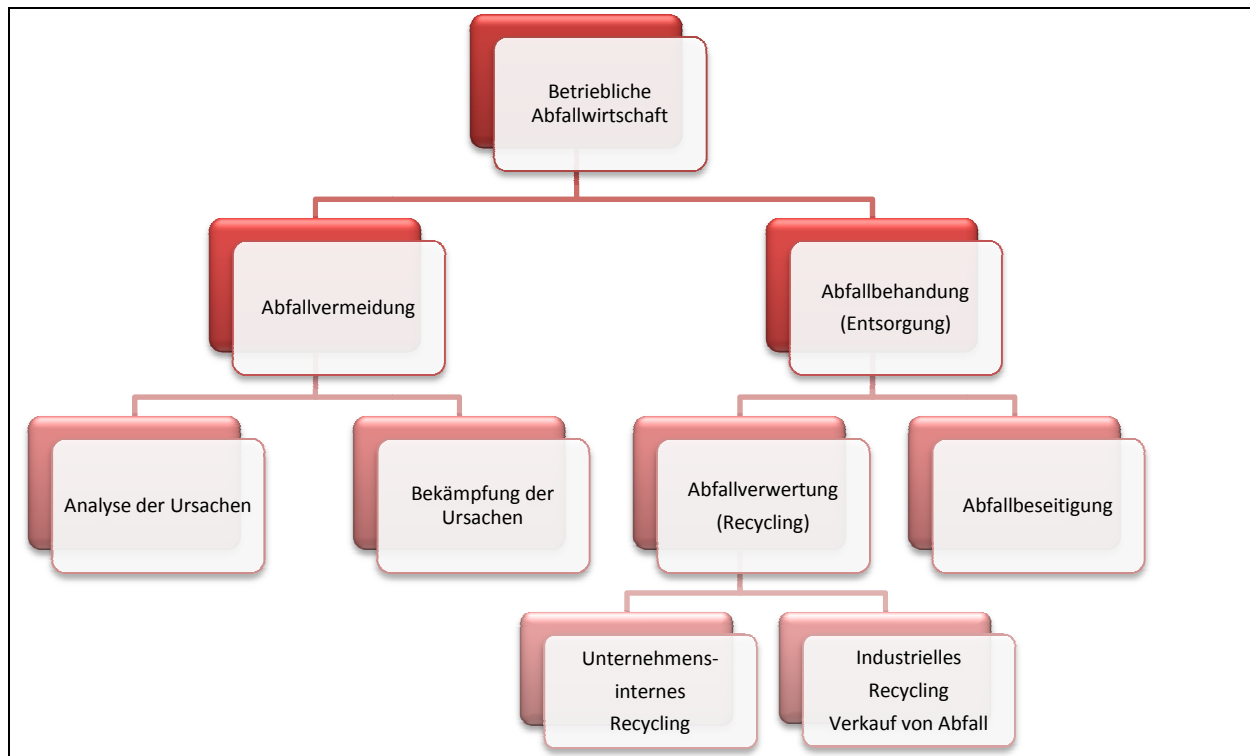 Betriebliche
Abfallwirtschaft
Abfallvermeidung
Abfallbehandung
(Entsorgung)
Analyse der Ursachen
Bekämpfung der
Ursachen
Abfallverwertung
(Recycling)
Abfallbeseitigung
Unternehmens-
internes
Recycling
Industrielles
Recycling
Verkauf von Abfall